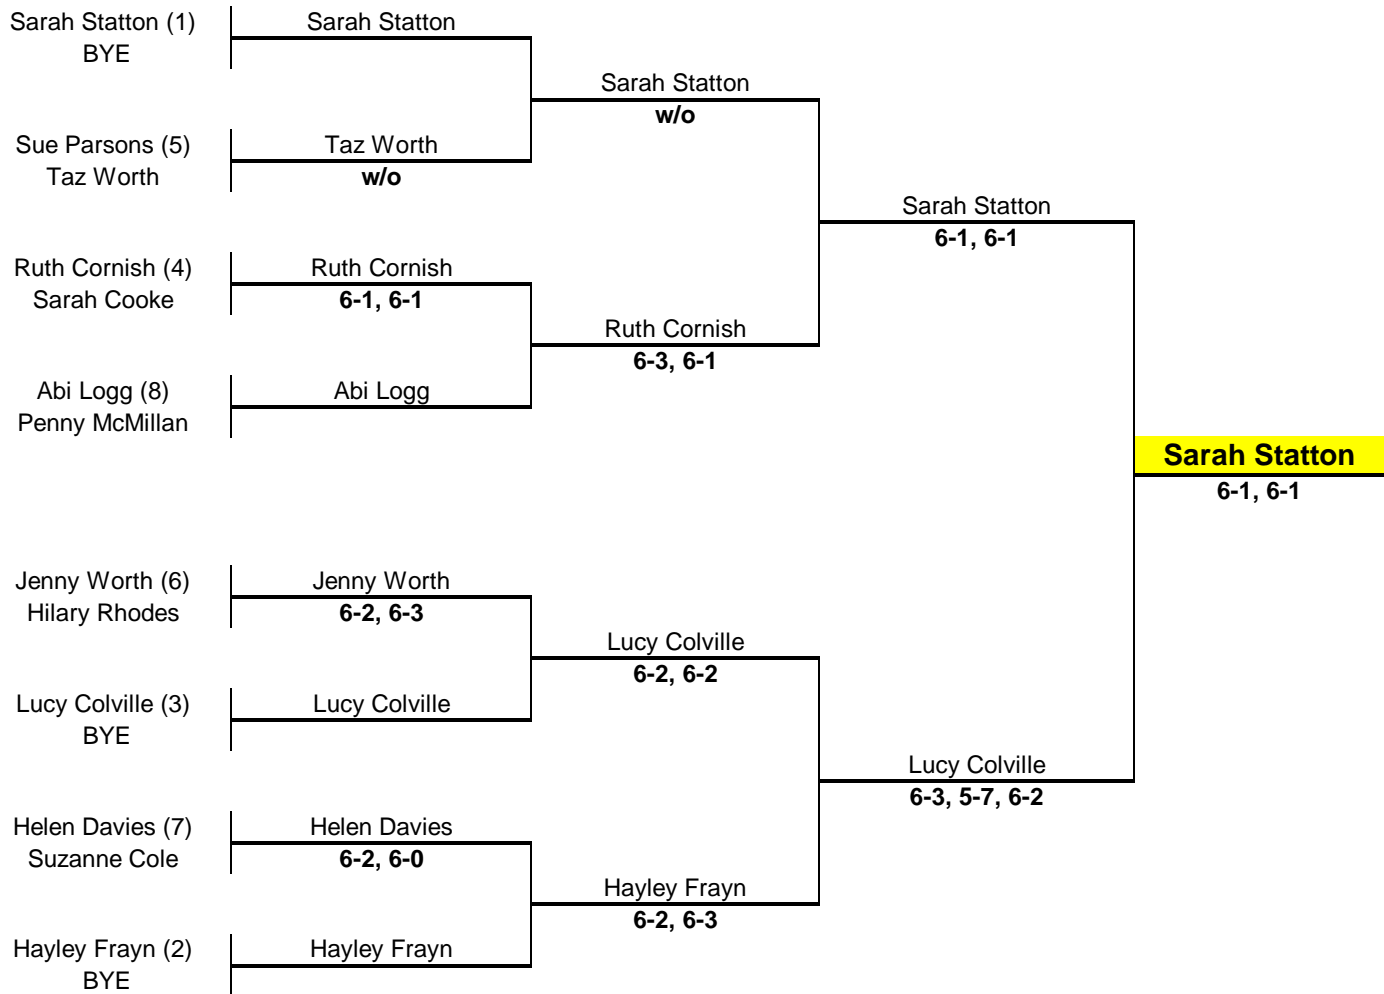 Sarah Statton (1)
BYE
Sue Parsons (5)
Taz Worth
Ruth Cornish (4)
Sarah Cooke
Abi Logg (8)
Penny McMillan
Jenny Worth (6)
Hilary Rhodes
Lucy Colville (3)
BYE
Helen Davies (7)
Suzanne Cole
Hayley Frayn (2)
BYE
Sarah Statton
Taz Worth
w/o
Ruth Cornish
6-1, 6-1
Abi Logg
Jenny Worth
6-2, 6-3
Lucy Colville
Helen Davies
6-2, 6-0
Hayley Frayn
Sarah Statton
w/o
Ruth Cornish
6-3, 6-1
Lucy Colville
6-2, 6-2
Hayley Frayn
6-2, 6-3
Sarah Statton
6-1, 6-1
Lucy Colville
6-3, 5-7, 6-2
Sarah Statton
6-1, 6-1